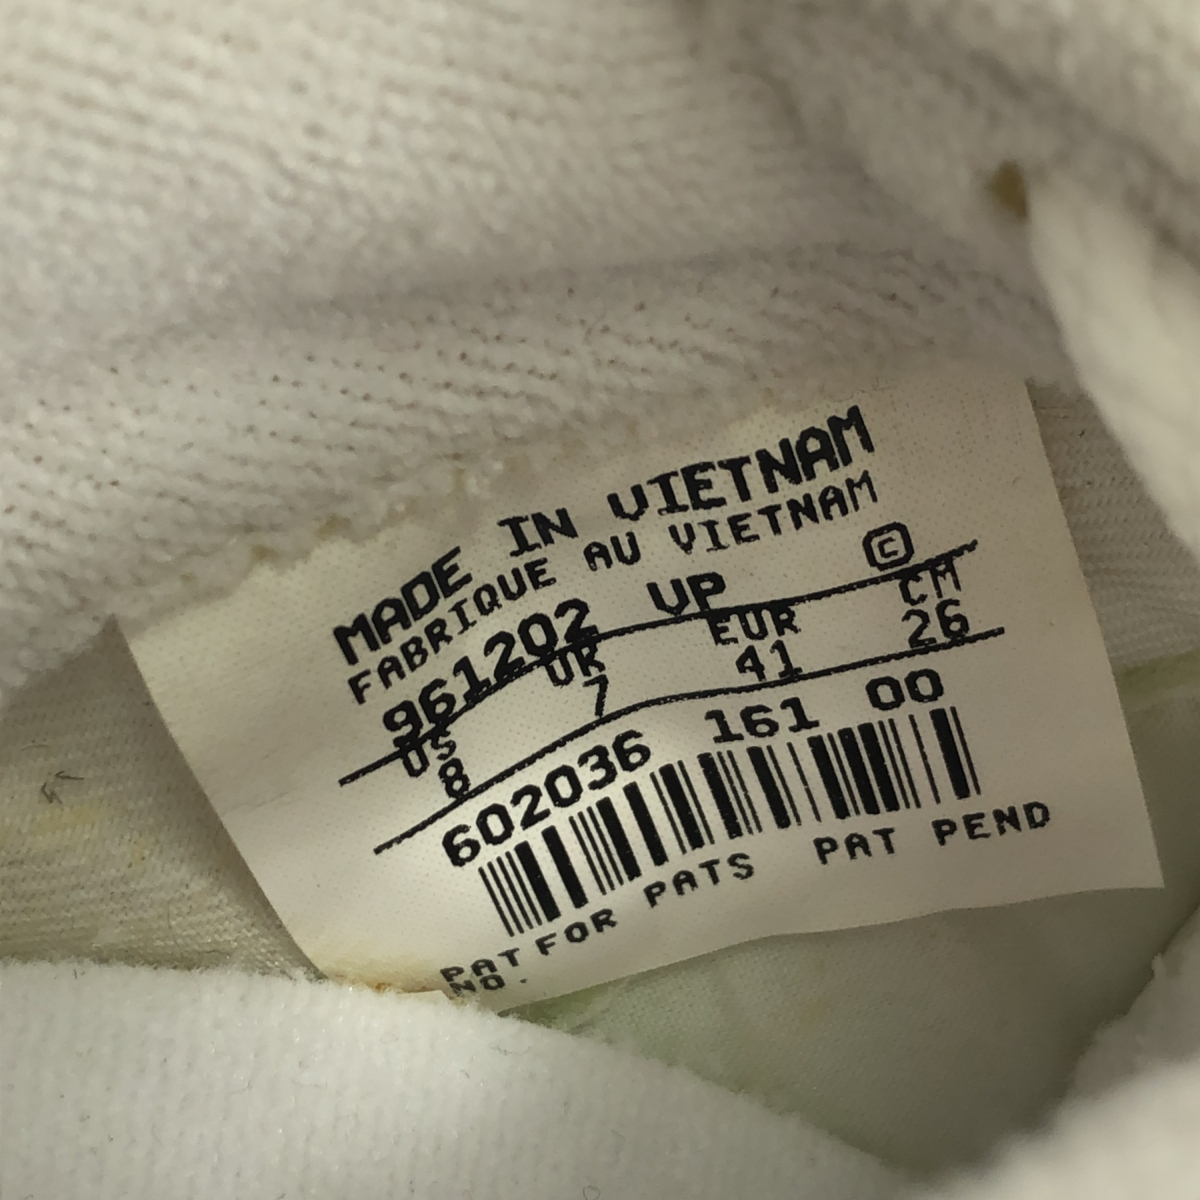 MADE IN VIETNAM
FABRIQUE AU VIETNAM
961202 VP ©
US UK EUR CM
8 7 41 26
602036 161 00
PAT FOR PATS PAT PEND
NO.